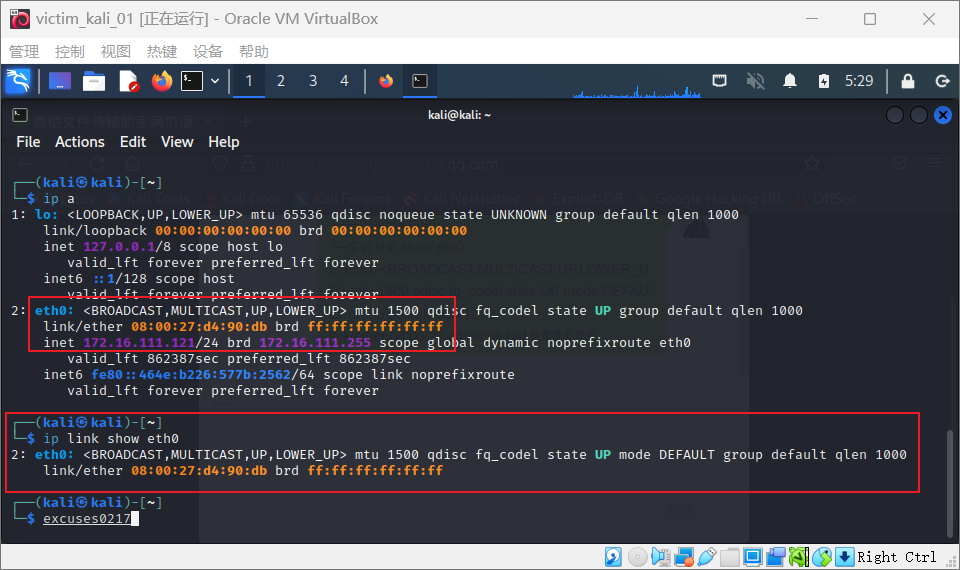 victim_kali_01 [正在运行] - Oracle VM VirtualBox
管理 控制 视图 热键 设备 帮助
1 2 3 4 5:29
kali@kali: ~
File Actions Edit View Help
┌──(kali㉿kali)-[~]
└─$ ip a
1: lo: <LOOPBACK,UP,LOWER_UP> mtu 65536 qdisc noqueue state UNKNOWN group default qlen 1000
link/loopback 00:00:00:00:00:00 brd 00:00:00:00:00:00
inet 127.0.0.1/8 scope host lo
valid_lft forever preferred_lft forever
inet6 ::1/128 scope host
valid_lft forever preferred_lft forever
2: eth0: <BROADCAST,MULTICAST,UP,LOWER_UP> mtu 1500 qdisc fq_codel state UP group default qlen 1000
link/ether 08:00:27:d4:90:db brd ff:ff:ff:ff:ff:ff
inet 172.16.111.121/24 brd 172.16.111.255 scope global dynamic noprefixroute eth0
valid_lft 862387sec preferred_lft 862387sec
inet6 fe80::464e:b226:577b:2562/64 scope link noprefixroute
valid_lft forever preferred_lft forever
┌──(kali㉿kali)-[~]
└─$ ip link show eth0
2: eth0: <BROADCAST,MULTICAST,UP,LOWER_UP> mtu 1500 qdisc fq_codel state UP mode DEFAULT group default qlen 1000
link/ether 08:00:27:d4:90:db brd ff:ff:ff:ff:ff:ff
┌──(kali㉿kali)-[~]
└─$ excuses0217
Right Ctrl